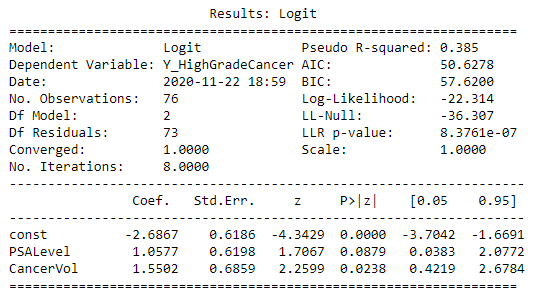 Results: Logit
=================================================================
Model: Logit Pseudo R-squared: 0.385
Dependent Variable: Y_HighGradeCancer AIC: 50.6278
Date: 2020-11-22 18:59 BIC: 57.6200
No. Observations: 76 Log-Likelihood: -22.314
Df Model: 2 LL-Null: -36.307
Df Residuals: 73 LLR p-value: 8.3761e-07
Converged: 1.0000 Scale: 1.0000
No. Iterations: 8.0000
------------------------------------------------------------------
Coef. Std.Err. z P>|z| [0.05 0.95]
------------------------------------------------------------------
const -2.6867 0.6186 -4.3429 0.0000 -3.7042 -1.6691
PSALevel 1.0577 0.6198 1.7067 0.0879 0.0383 2.0772
CancerVol 1.5502 0.6859 2.2599 0.0238 0.4219 2.6784
=================================================================